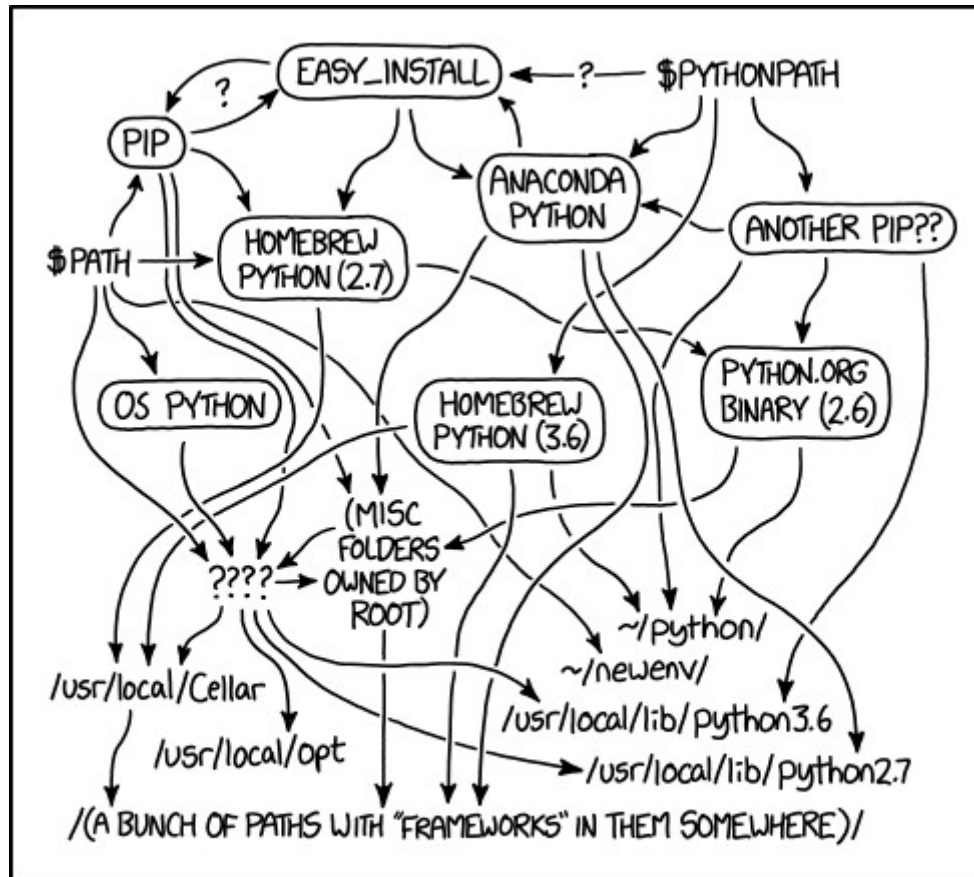 EASY_INSTALL
?
$PYTHONPATH
?
PIP
ANACONDA
PYTHON
ANOTHER PIP??
HOMEBREW
PYTHON (2.7)
$PATH
PYTHON.ORG
BINARY (2.6)
OS PYTHON
HOMEBREW
PYTHON (3.6)
(MISC
FOLDERS
OWNED BY
ROOT)
????
~/python/
~/newenv/
/usr/local/Cellar
/usr/local/lib/python3.6
/usr/local/opt
/usr/local/lib/python2.7
/(A BUNCH OF PATHS WITH "FRAMEWORKS" IN THEM SOMEWHERE)/